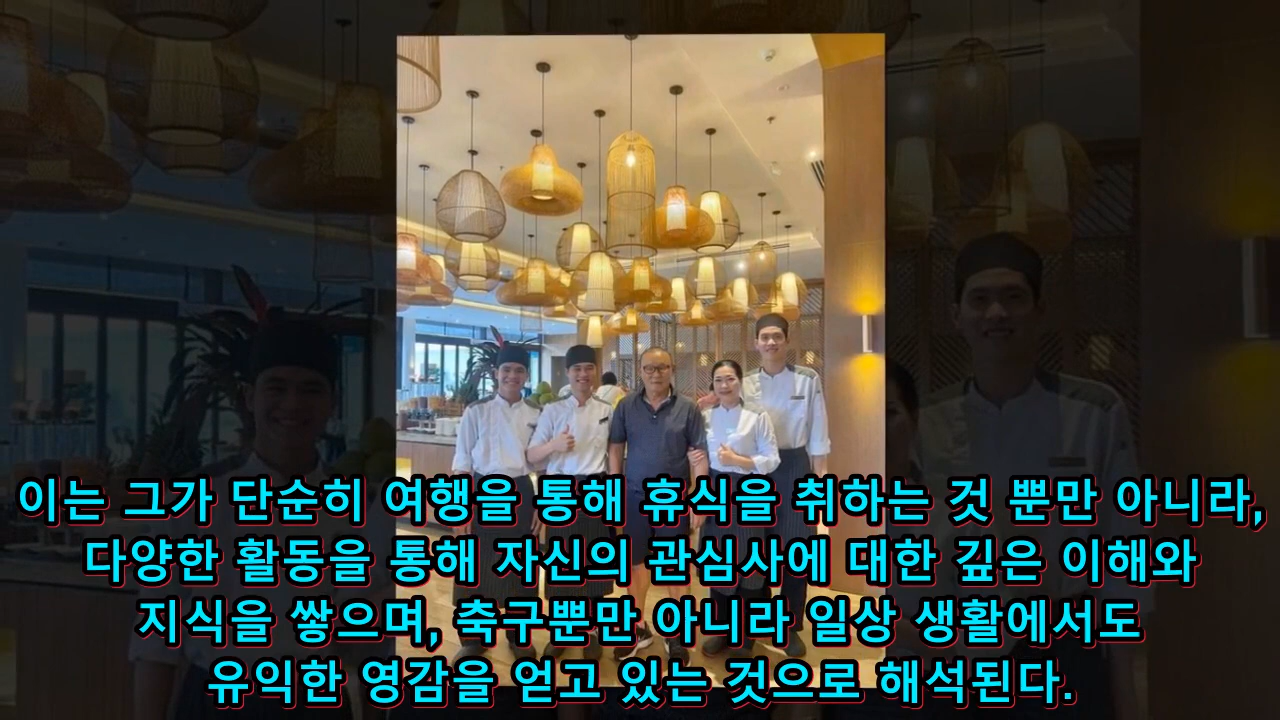 이는 그가 단순히 여행을 통해 휴식을 취하는 것 뿐만 아니라,
다양한 활동을 통해 자신의 관심사에 대한 깊은 이해와
지식을 쌓으며, 축구뿐만 아니라 일상 생활에서도
유익한 영감을 얻고 있는 것으로 해석된다.